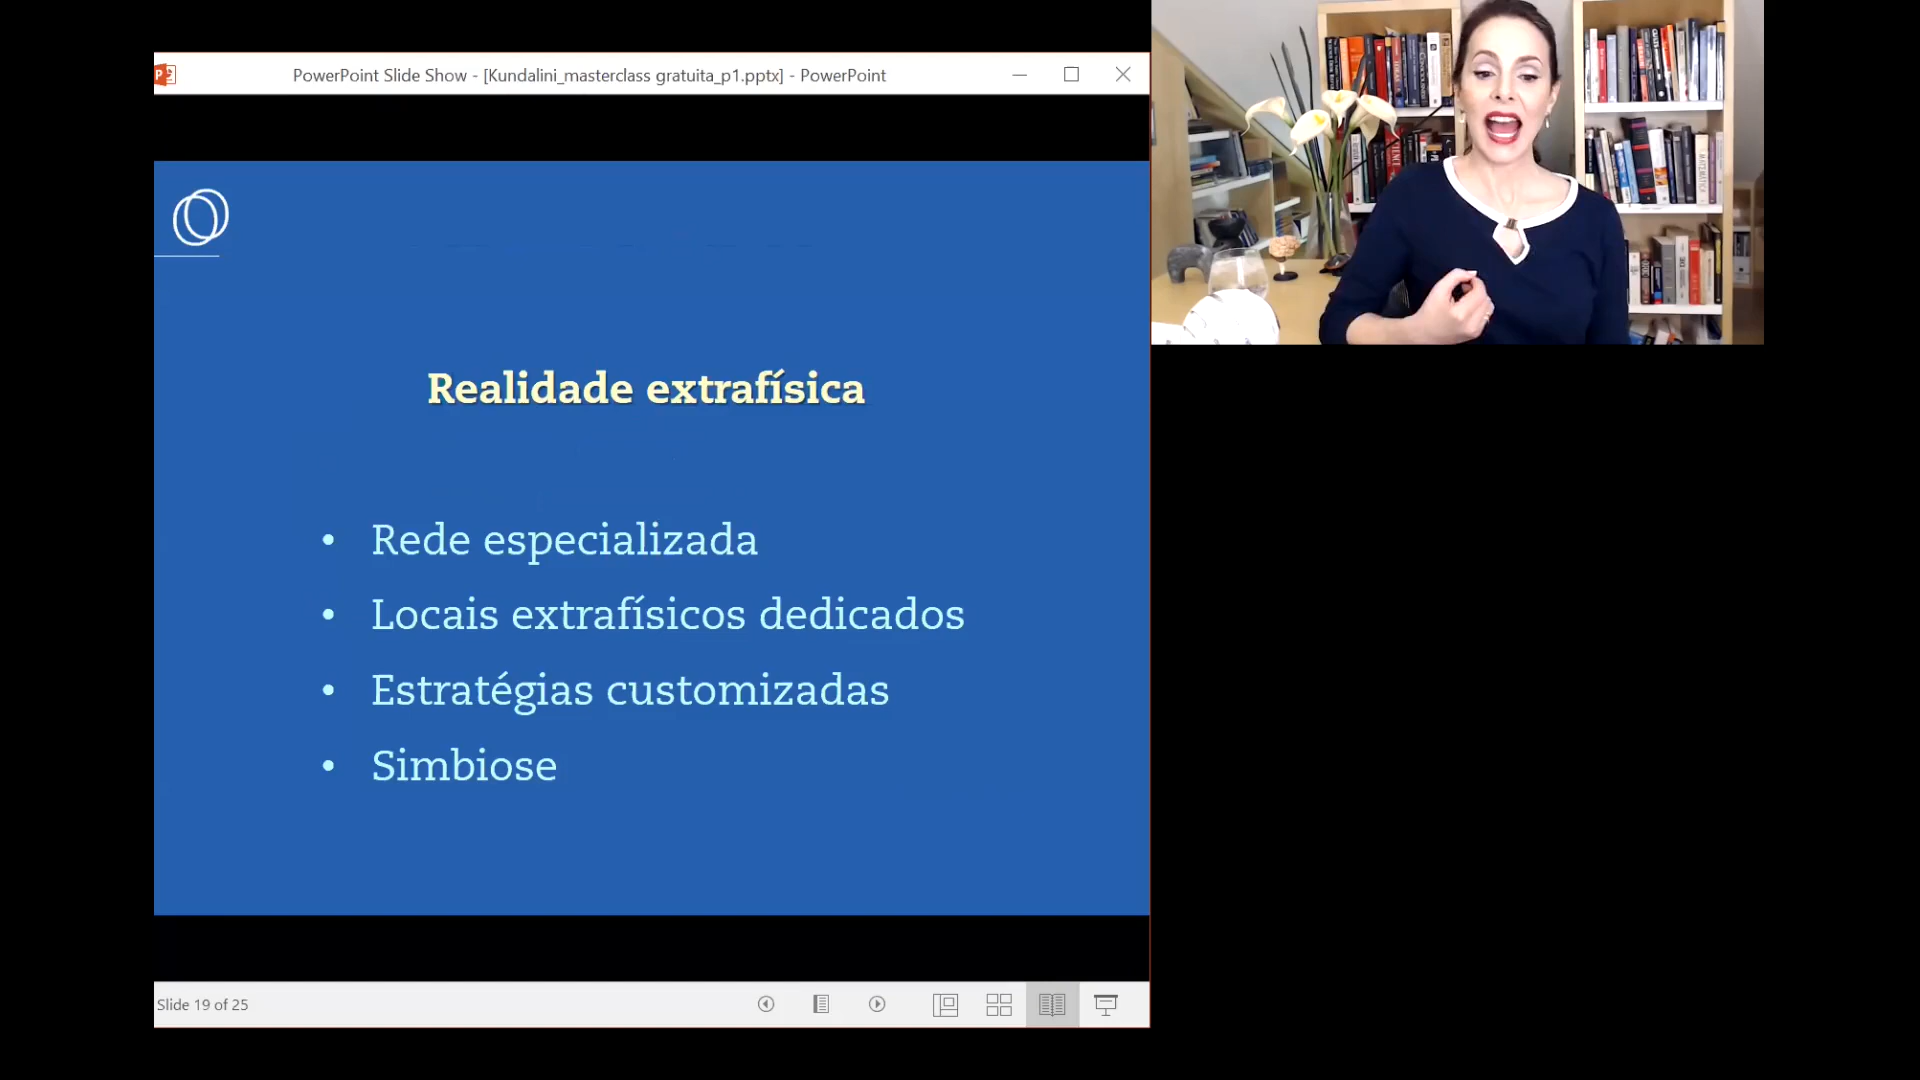 PowerPoint Slide Show - [Kundalini_masterclass gratuita_p1.pptx] - PowerPoint
Realidade extrafísica
• Rede especializada
• Locais extrafísicos dedicados
• Estratégias customizadas
• Simbiose
Slide 19 of 25